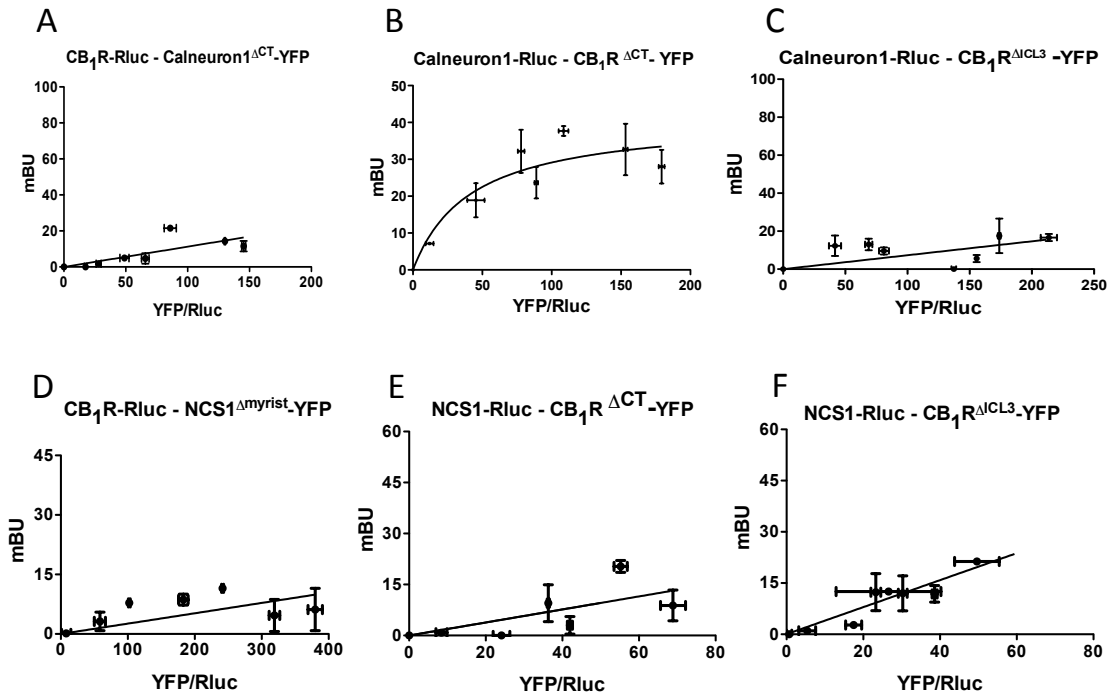 A
CB1R-Rluc - Calneuron1ΔCT-YFP
100
80
60
40
20
0
mBU
0 50 100 150 200
YFP/Rluc
B
Calneuron1-Rluc - CB1R ΔCT- YFP
50
40
30
20
10
0
mBU
0 50 100 150 200
YFP/Rluc
C
Calneuron1-Rluc - CB1RΔICL3 -YFP
100
80
60
40
20
0
mBU
0 50 100 150 200 250
YFP/Rluc
D
CB1R-Rluc - NCS1Δmyrist-YFP
45
30
15
0
mBU
0 100 200 300 400
YFP/Rluc
E
NCS1-Rluc - CB1R ΔCT-YFP
60
45
30
15
0
mBU
0 20 40 60 80
YFP/Rluc
F
NCS1-Rluc - CB1RΔICL3-YFP
60
45
30
15
0
mBU
0 20 40 60 80
YFP/Rluc